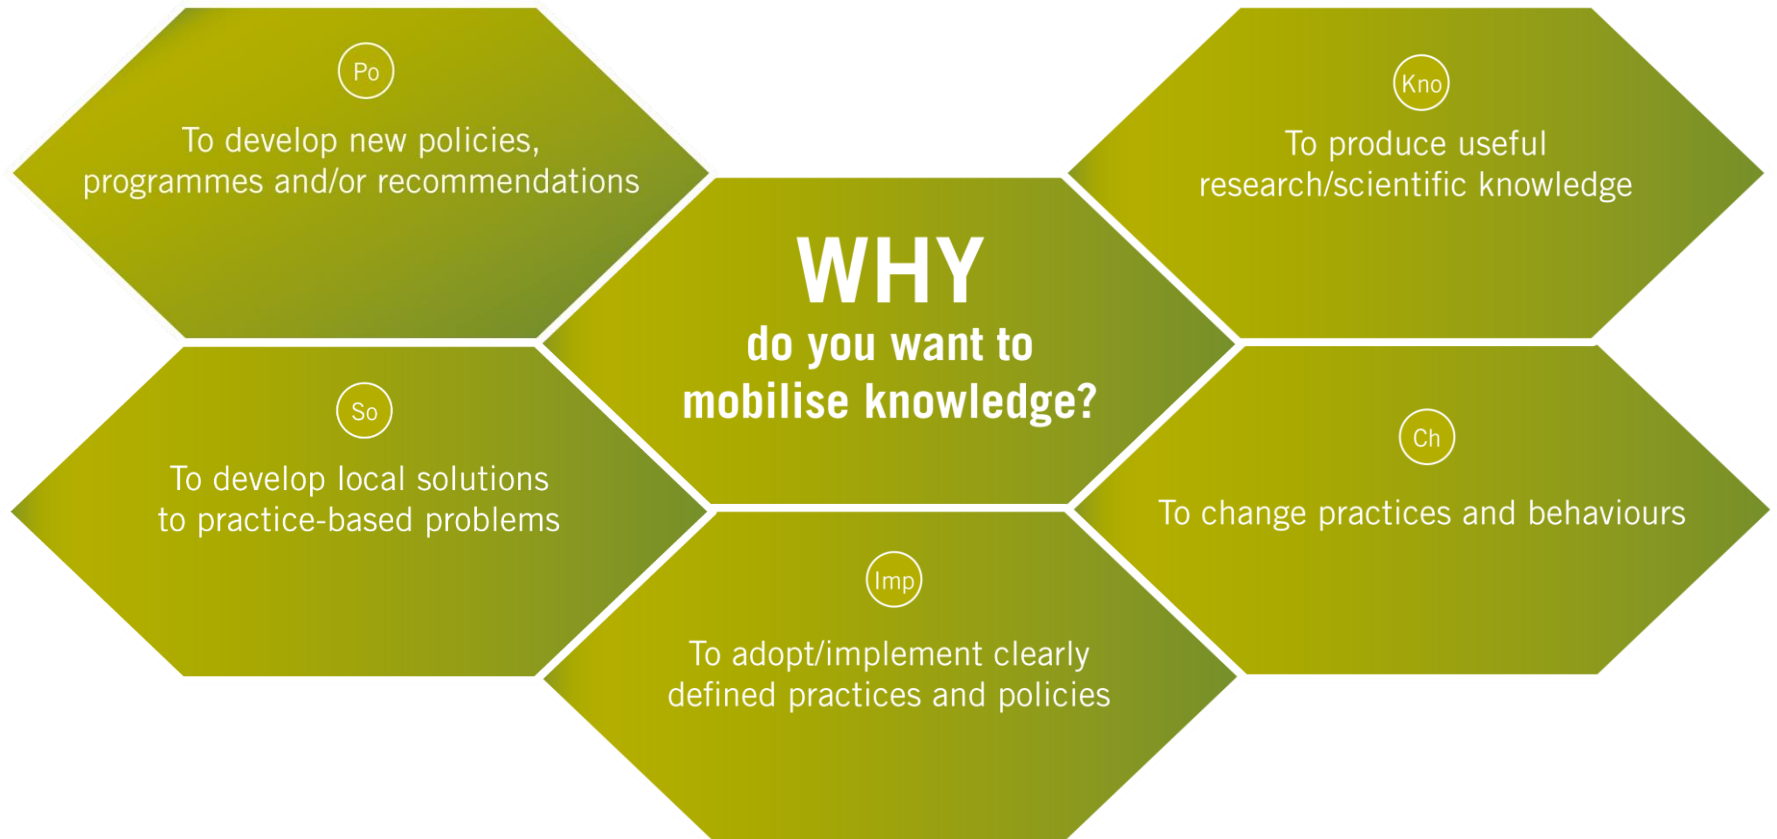 Po
To develop new policies,
programmes and/or recommendations
Kno
To produce useful
research/scientific knowledge
WHY
do you want to
mobilise knowledge?
So
To develop local solutions
to practice-based problems
Ch
To change practices and behaviours
Imp
To adopt/implement clearly
defined practices and policies